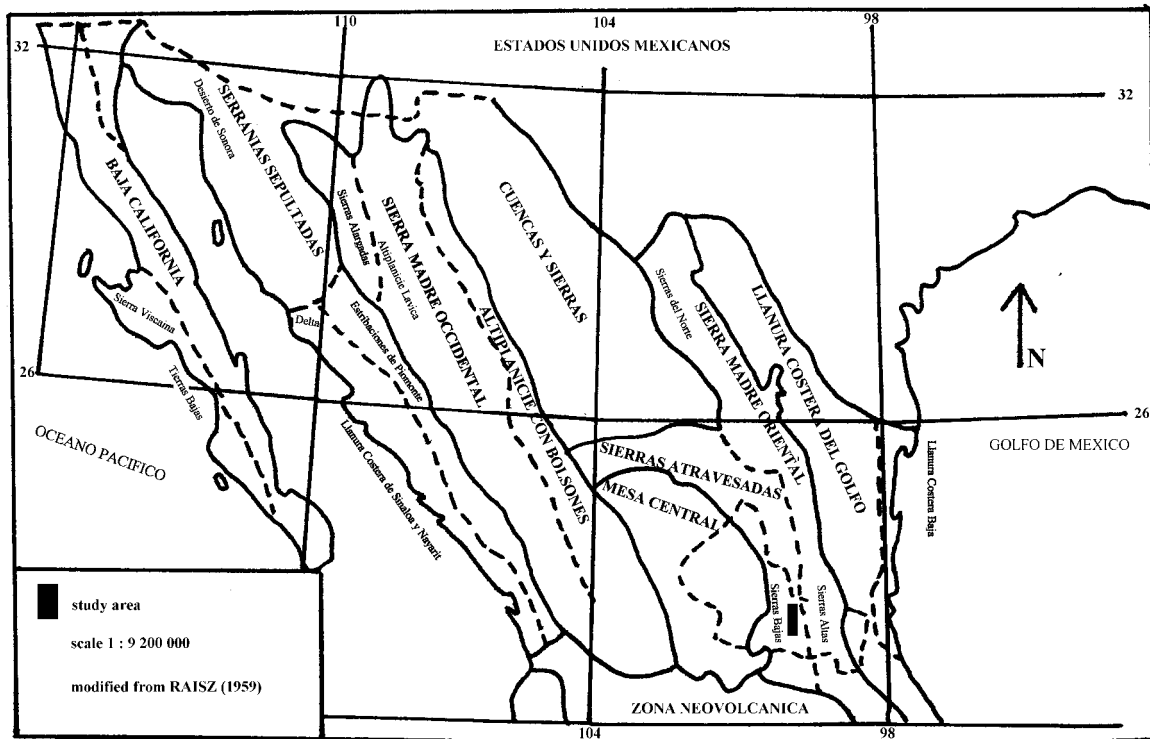 110
104
98
32
ESTADOS UNIDOS MEXICANOS
32
Desierto de Sonora
SERRANIAS SEPULTADAS
BAJA CALIFORNIA
Sierras Alargadas
Altiplanicie Lavica
SIERRA MADRE OCCIDENTAL
CUENCAS Y SIERRAS
Sierras del Norte
SIERRA MADRE ORIENTAL
LLANURA COSTERA DEL GOLFO
N
Sierra Viscaina
Delta
Estribaciones de Piomonte
ALTIPLANICIE CON BOLSONES
26
Tierras Bajas
26
OCEANO PACIFICO
Llanura Costera de Sinaloa y Nayarit
SIERRAS ATRAVESADAS
MESA CENTRAL
GOLFO DE MEXICO
Llanura Costera Baja
Sierras Bajas
Sierras Altas
study area
scale 1 : 9 200 000
modified from RAISZ (1959)
ZONA NEOVOLCANICA
104
98